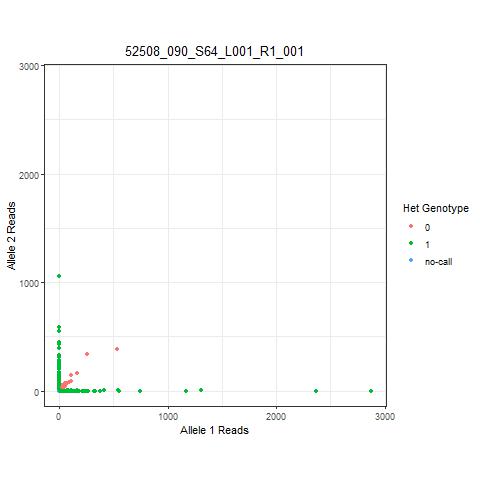 52508_090_S64_L001_R1_001
3000
2000
1000
0
Allele 2 Reads
0 1000 2000 3000
Allele 1 Reads
Het Genotype
0
1
no-call